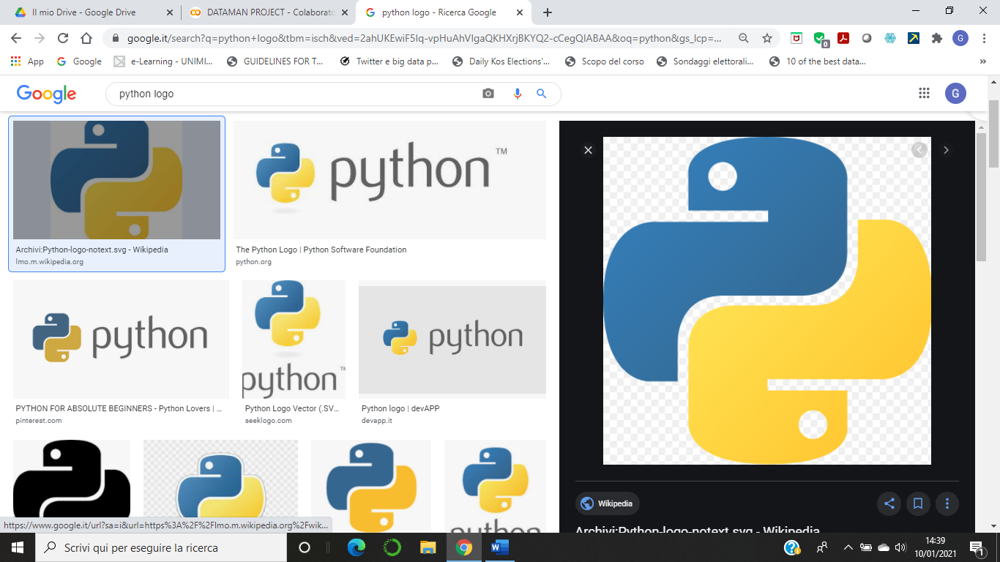 Il mio Drive - Google Drive
DATAMAN PROJECT - Colaborato
python logo - Ricerca Google
google.it/search?q=python+logo&tbm=isch&ved=2ahUKEwiF5Iq-vpHuAhVIgaQKHXrjBKYQ2-cCegQIABAA&oq=python&gs_lcp=...
0
G
App
Google
e-Learning - UNIMI...
GUIDELINES FOR T...
Twitter e big data p...
Daily Kos Elections'...
Scopo del corso
Sondaggi elettorali...
10 of the best data...
»
Google
python logo
G
python TM
Archivi:Python-logo-notext.svg - Wikipedia
lmo.m.wikipedia.org
The Python Logo | Python Software Foundation
python.org
python
python TM
python
PYTHON FOR ABSOLUTE BEGINNERS - Python Lovers | ...
pinterest.com
Python Logo Vector (.SV...
seeklogo.com
Python logo | devAPP
devapp.it
python
Wikipedia
Archivi:Python-logo-notext.svg - Wikipedia
https://www.google.it/url?sa=i&url=https%3A%2F%2Flmo.m.wikipedia.org%2Fwik...
Scrivi qui per eseguire la ricerca
14:39
10/01/2021
1